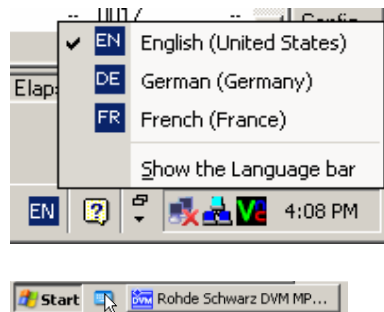 EN English (United States)
DE German (Germany)
Elap
FR French (France)
Show the Language bar
EN 4:08 PM
Start Rohde Schwarz DVM MP...